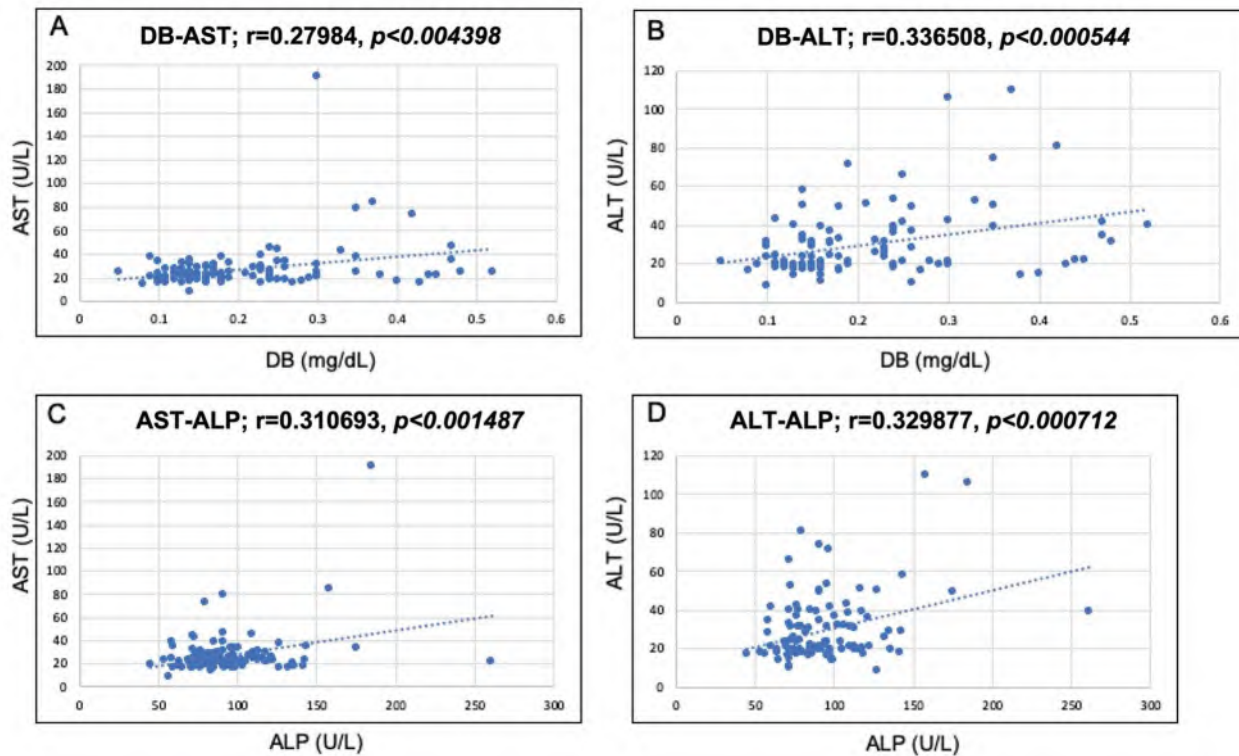 A
DB-AST; r=0.27984, p<0.004398
200
180
160
140
120
100
80
60
40
20
0
AST (U/L)
0 0.1 0.2 0.3 0.4 0.5 0.6
DB (mg/dL)
B
DB-ALT; r=0.336508, p<0.000544
120
100
80
60
40
20
0
ALT (U/L)
0 0.1 0.2 0.3 0.4 0.5 0.6
DB (mg/dL)
C
AST-ALP; r=0.310693, p<0.001487
200
180
160
140
120
100
80
60
40
20
0
AST (U/L)
0 50 100 150 200 250 300
ALP (U/L)
D
ALT-ALP; r=0.329877, p<0.000712
120
100
80
60
40
20
0
ALT (U/L)
0 50 100 150 200 250 300
ALP (U/L)